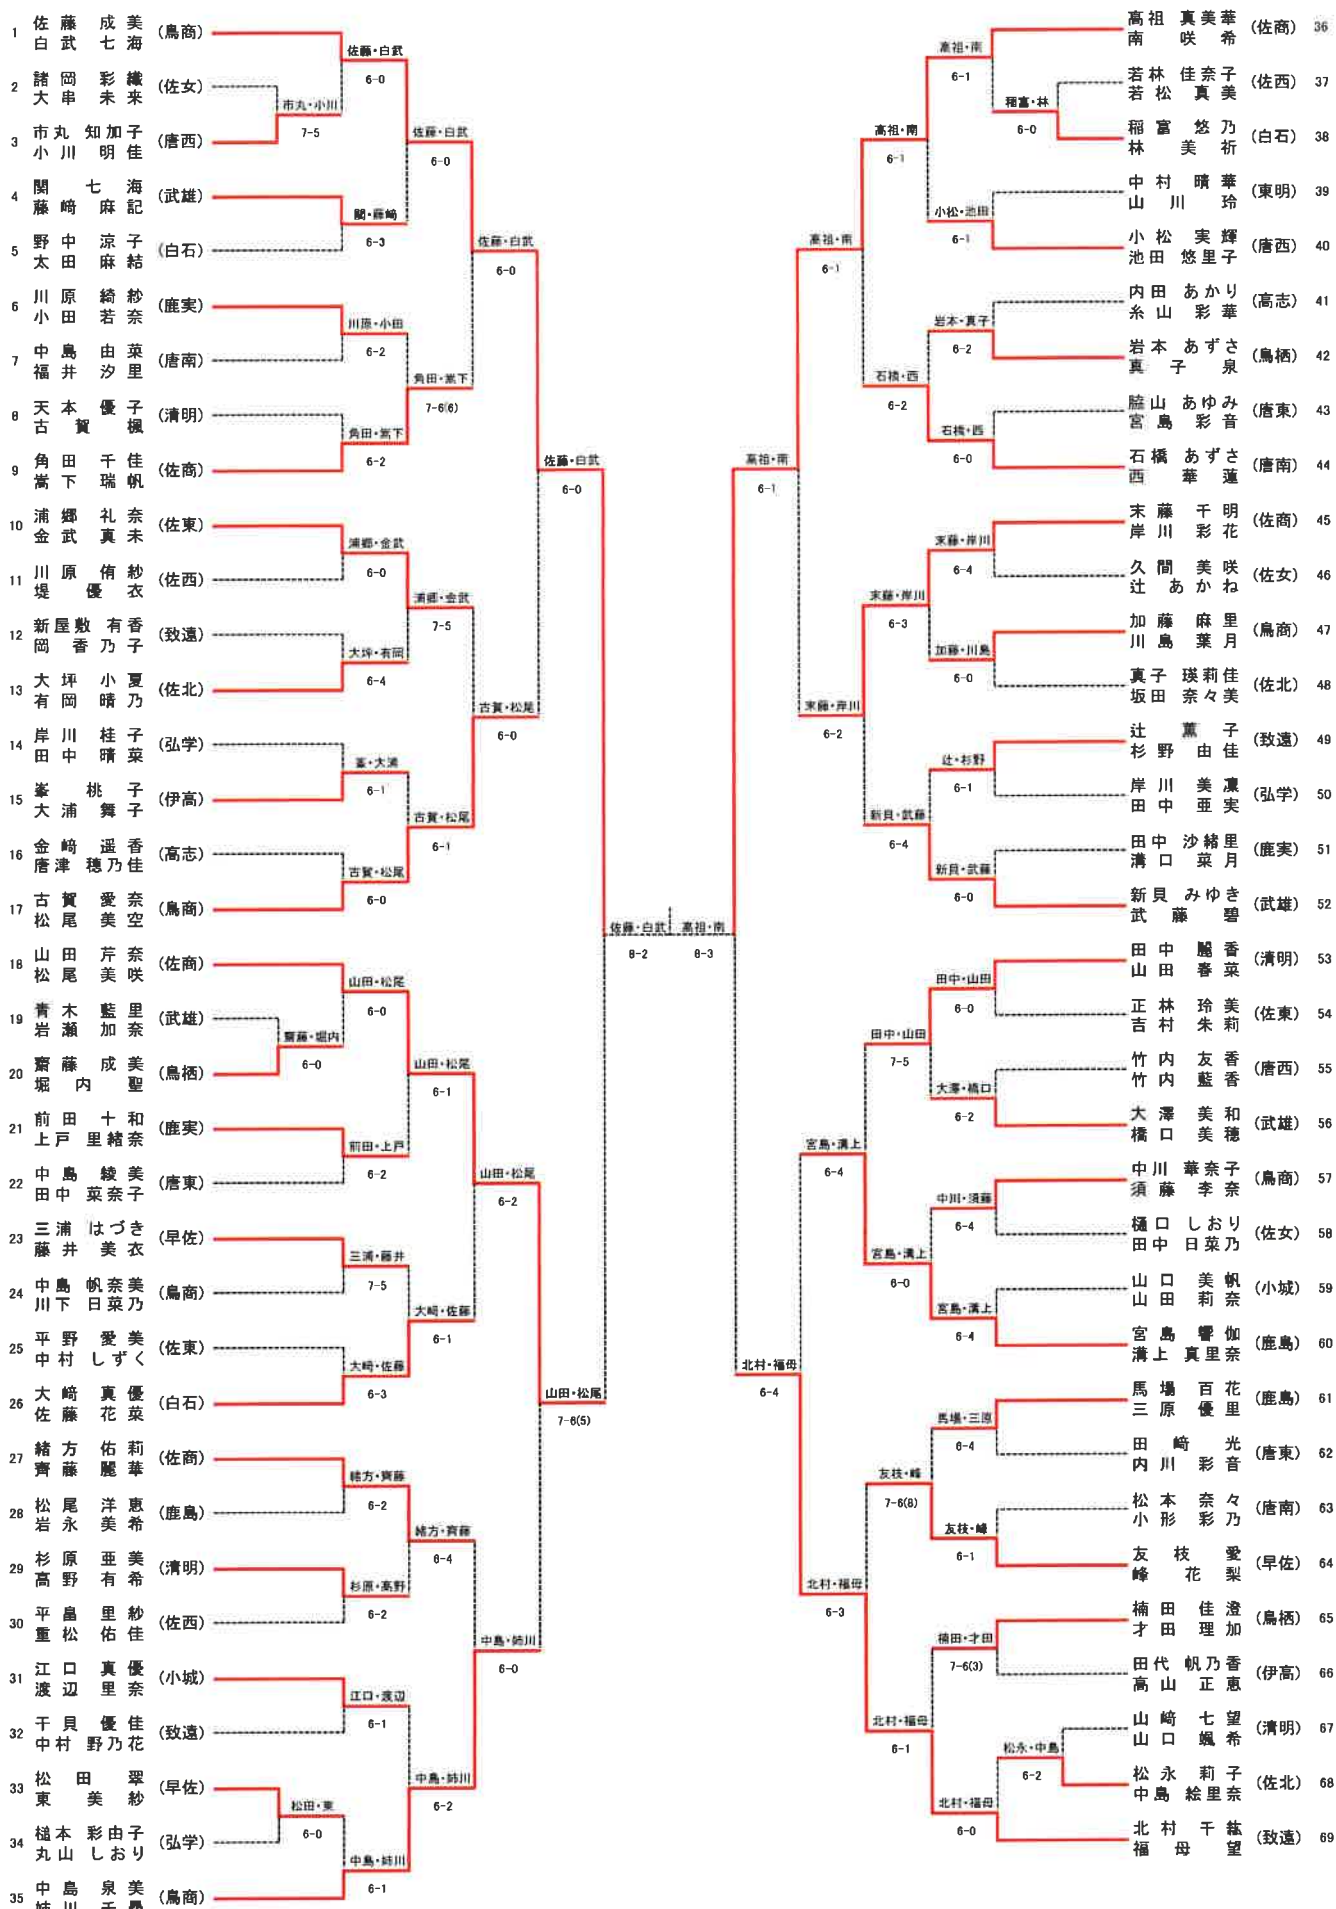 1 佐藤 成美 (鳥商)
白武 七海
2 諸岡 彩織 (佐女)
大串 未来
3 市丸 知加子 (唐西)
小川 明佳
4 関 七海 (武雄)
藤﨑 麻記
5 野中 涼子 (白石)
太田 麻結
6 川原 綺紗 (鹿実)
小田 若奈
7 中島 由菜 (唐南)
福井 汐里
8 天本 優子 (清明)
古賀 楓
9 角田 千佳 (佐商)
嵩下 瑞帆
10 浦郷 礼奈 (佐東)
金武 真未
11 川原 侑紗 (佐西)
堤 優衣
12 新屋敷 有香 (致遠)
岡 香乃子
13 大坪 小夏 (佐北)
有岡 晴乃
14 岸川 桂子 (弘学)
田中 晴菜
15 峯 桃子 (伊高)
大浦 舞子
16 金﨑 遥香 (高志)
唐津 穂乃佳
17 古賀 愛奈 (鳥商)
松尾 美空
18 山田 芹奈 (佐商)
松尾 美咲
19 青木 藍里 (武雄)
岩瀬 加奈
20 齋藤 成美 (鳥栖)
堀内 聖
21 前田 十和 (鹿実)
上戸 里緒奈
22 中島 綾美 (唐東)
田中 菜奈子
23 三浦 はづき (早佐)
藤井 美衣
24 中島 帆奈美 (鳥商)
川下 日菜乃
25 平野 愛美 (佐東)
中村 しずく
26 大﨑 真優 (白石)
佐藤 花菜
27 緒方 佑莉 (佐商)
齊藤 麗華
28 松尾 洋恵 (鹿島)
岩永 美希
29 杉原 亜美 (清明)
高野 有希
30 平畠 里紗 (佐西)
重松 佑佳
31 江口 真優 (小城)
渡辺 里奈
32 千貝 優佳 (致遠)
中村 野乃花
33 松田 翠 (早佐)
東 美紗
34 槌本 彩由子 (弘学)
丸山 しおり
35 中島 泉美 (鳥商)
市丸・小川
7-5
齋藤・堀内
6-0
松田・東
6-0
佐藤・白武
6-0
関・藤﨑
6-3
川原・小田
6-2
角田・嵩下
6-2
浦郷・金武
6-0
大坪・有岡
6-4
峯・大浦
6-1
古賀・松尾
6-0
山田・松尾
6-0
前田・上戸
6-2
三浦・藤井
7-5
大﨑・佐藤
6-3
緒方・齊藤
6-2
杉原・高野
6-2
江口・渡辺
6-1
中島・姉川
6-1
佐藤・白武
6-0
角田・嵩下
7-6(6)
浦郷・金武
7-5
古賀・松尾
6-1
山田・松尾
6-1
大﨑・佐藤
6-1
緒方・齊藤
6-4
中島・姉川
6-2
佐藤・白武
6-0
古賀・松尾
6-0
山田・松尾
6-2
中島・姉川
6-0
佐藤・白武
6-0
山田・松尾
7-6(5)
佐藤・白武
8-2
高祖・南
8-3
高祖・南
6-1
北村・福母
6-4
高祖・南
6-1
末藤・岸川
6-2
宮島・溝上
6-4
北村・福母
6-3
高祖・南
6-1
石橋・西
6-2
末藤・岸川
6-3
新貝・武藤
6-4
田中・山田
7-5
宮島・溝上
6-0
友枝・峰
7-6(8)
北村・福母
6-1
高祖・南
6-1
小松・池田
6-1
岩本・真子
6-2
石橋・西
6-0
末藤・岸川
6-4
加藤・川島
6-0
辻・杉野
6-1
新貝・武藤
6-0
田中・山田
6-0
大澤・橋口
6-2
中川・須藤
6-4
宮島・溝上
6-4
馬場・三原
6-4
友枝・峰
6-1
楠田・才田
7-6(3)
北村・福母
6-0
稲富・林
6-0
松永・中島
6-2
高祖 真美華 (佐商) 36
南 咲希
若林 佳奈子 (佐西) 37
若松 真美
稲富 悠乃 (白石) 38
林 美祈
中村 晴華 (東明) 39
山川 玲
小松 実輝 (唐西) 40
池田 悠里子
内田 あかり (高志) 41
糸山 彩華
岩本 あずさ (鳥栖) 42
真子 泉
脇山 あゆみ (唐東) 43
宮島 彩音
石橋 あずさ (唐南) 44
西 華蓮
末藤 千明 (佐商) 45
岸川 彩花
久間 美咲 (佐女) 46
辻 あかね
加藤 麻里 (鳥商) 47
川島 葉月
真子 瑛莉佳 (佐北) 48
坂田 奈々美
辻 薫子 (致遠) 49
杉野 由佳
岸川 美凜 (弘学) 50
田中 亜実
田中 沙緒里 (鹿実) 51
溝口 菜月
新貝 みゆき (武雄) 52
武藤 碧
田中 麗香 (清明) 53
山田 春菜
正林 玲美 (佐東) 54
吉村 朱莉
竹内 友香 (唐西) 55
竹内 藍香
大澤 美和 (武雄) 56
橋口 美穂
中川 華奈子 (鳥商) 57
須藤 李奈
樋口 しおり (佐女) 58
田中 日菜乃
山口 美帆 (小城) 59
山田 莉奈
宮島 響伽 (鹿島) 60
溝上 真里奈
馬場 百花 (鹿島) 61
三原 優里
田﨑 光 (唐東) 62
内川 彩音
松本 奈々 (唐南) 63
小形 彩乃
友枝 愛 (早佐) 64
峰 花梨
楠田 佳澄 (鳥栖) 65
才田 理加
田代 帆乃香 (伊高) 66
高山 正恵
山﨑 七望 (清明) 67
山口 颯希
松永 莉子 (佐北) 68
中島 絵里奈
北村 千紘 (致遠) 69
福母 望